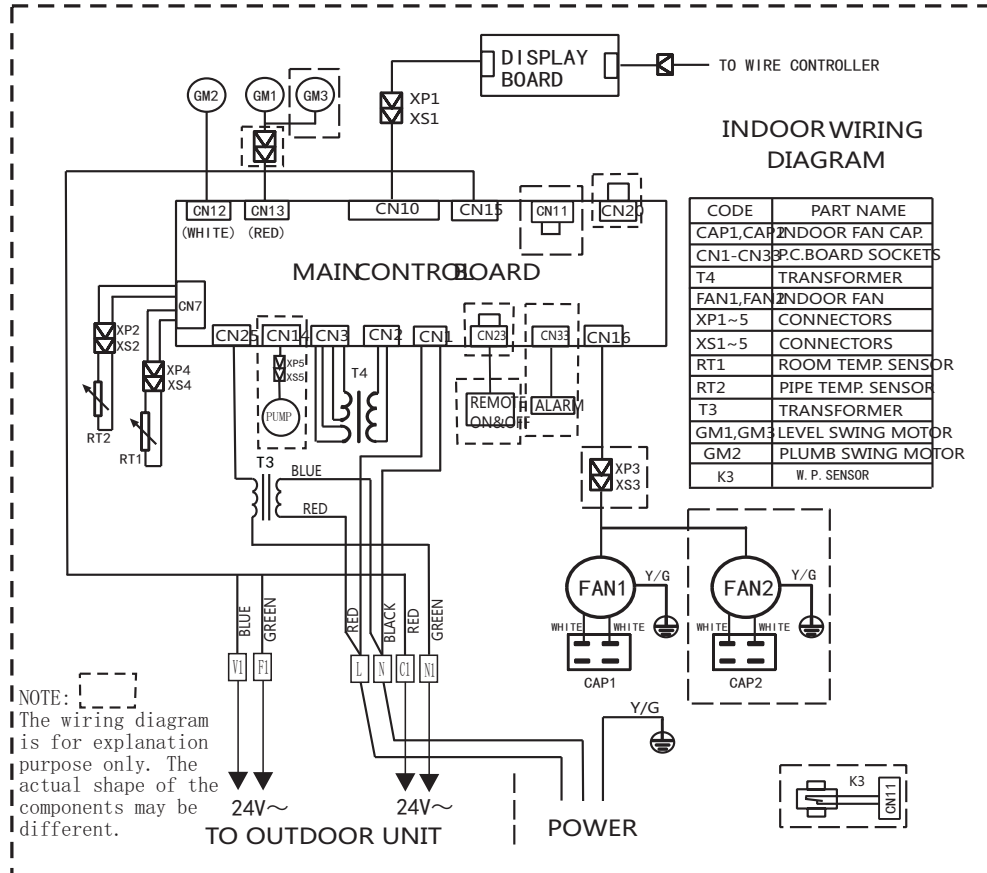 DISPLAY
BOARD
TO WIRE CONTROLLER
GM2
GM1
GM3
XP1
XS1
INDOOR WIRING
DIAGRAM
CN12
CN13
CN10
CN15
CN11
CN20
(WHITE)
(RED)
MAIN CONTROL BOARD
CN7
CN25
CN14
CN3
CN2
CN1
CN23
CN33
CN16
CODE PART NAME
CAP1,CAP2 INDOOR FAN CAP.
CN1-CN33 P.C.BOARD SOCKETS
T4 TRANSFORMER
FAN1,FAN2 INDOOR FAN
XP1~5 CONNECTORS
XS1~5 CONNECTORS
RT1 ROOM TEMP. SENSOR
RT2 PIPE TEMP. SENSOR
T3 TRANSFORMER
GM1,GM3 LEVEL SWING MOTOR
GM2 PLUMB SWING MOTOR
K3 W.P.SENSOR
XP2
XS2
XP4
XS4
RT2
RT1
XP5
XS5
PUMP
T4
REMOTE
ON&OFF
ALARM
XP3
XS3
T3
BLUE
RED
FAN1
Y/G
WHITE
WHITE
CAP1
FAN2
Y/G
WHITE
WHITE
CAP2
BLUE
GREEN
RED
BLACK
RED
GREEN
V1
F1
L
N
C1
N1
Y/G
NOTE:
The wiring diagram
is for explanation
purpose only. The
actual shape of the
components may be
different.
24V～
24V～
TO OUTDOOR UNIT
POWER
K3
CN11